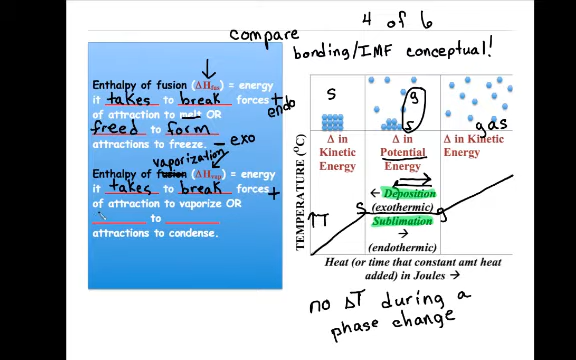 4 of 6
compare
bonding/IMF conceptual!
Enthalpy of fusion (ΔHfus) = energy
it takes to break forces + endo
of attraction to melt OR
freed to form
attractions to freeze. - exo
vaporization
Enthalpy of fusion (ΔHvap) = energy
it takes to break forces +
of attraction to vaporize OR
________ to ________
attractions to condense.
S
g
S
gas
Δ in Kinetic Energy
Δ in Potential Energy
Δ in Kinetic Energy
← Deposition
(exothermic)
S
g
Sublimation
→
(endothermic)
↑T
TEMPERATURE (°C)
Heat (or time that constant amt heat
added) in Joules →
no ΔT during a
phase change